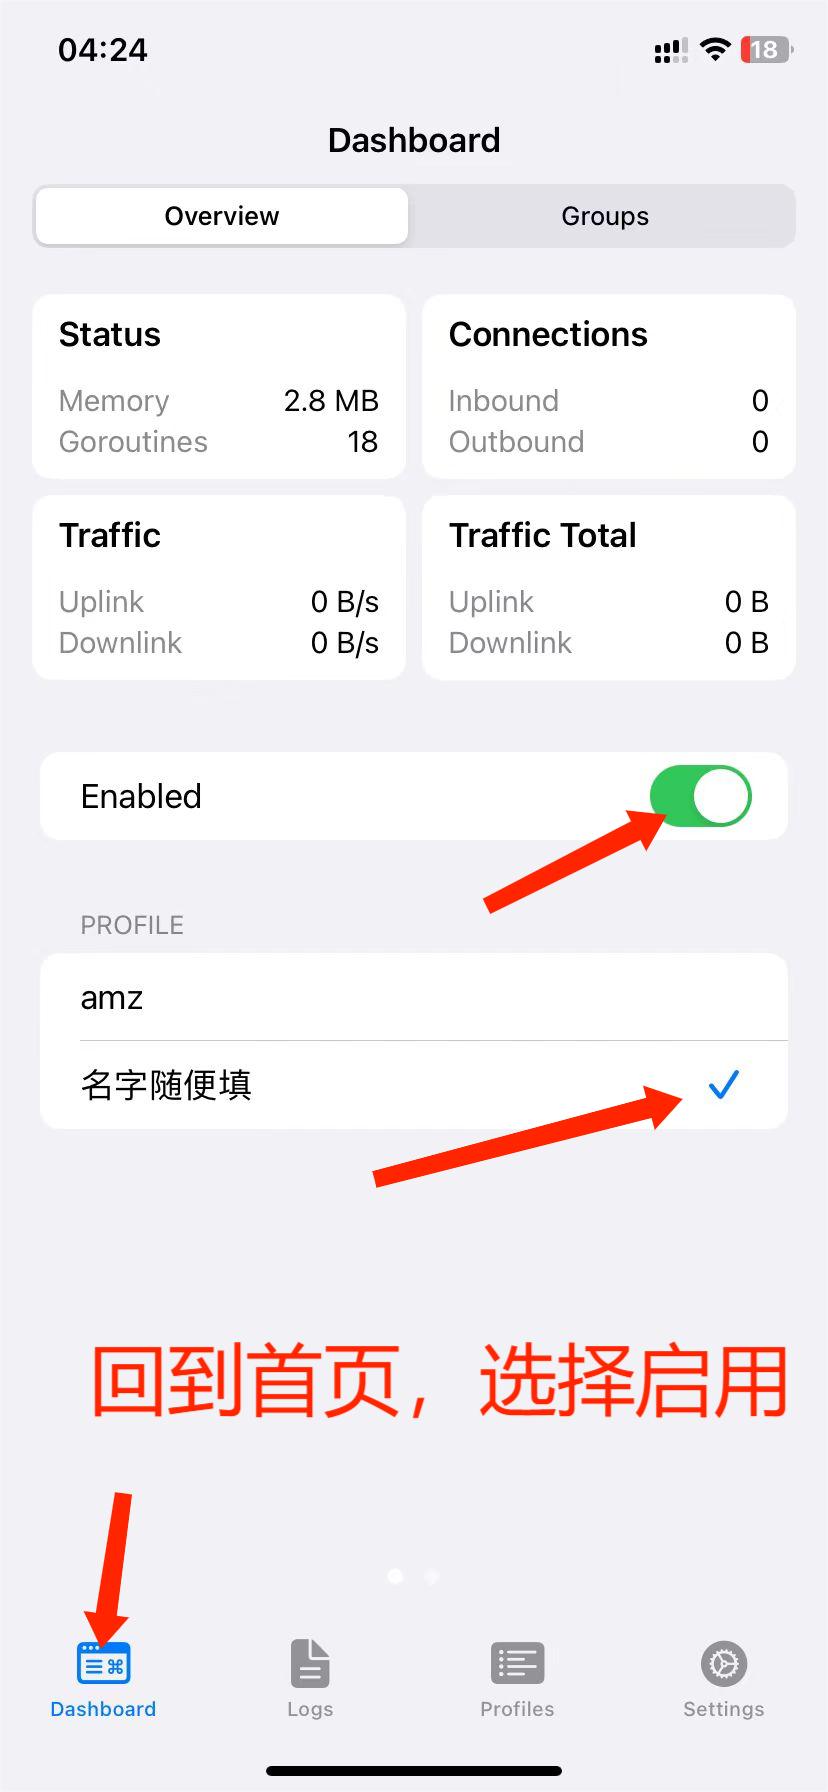 04:24
18
Dashboard
Overview
Groups
Status
Memory 2.8 MB
Goroutines 18
Connections
Inbound 0
Outbound 0
Traffic
Uplink 0 B/s
Downlink 0 B/s
Traffic Total
Uplink 0 B
Downlink 0 B
Enabled
PROFILE
amz
名字随便填
回到首页，选择启用
Dashboard
Logs
Profiles
Settings